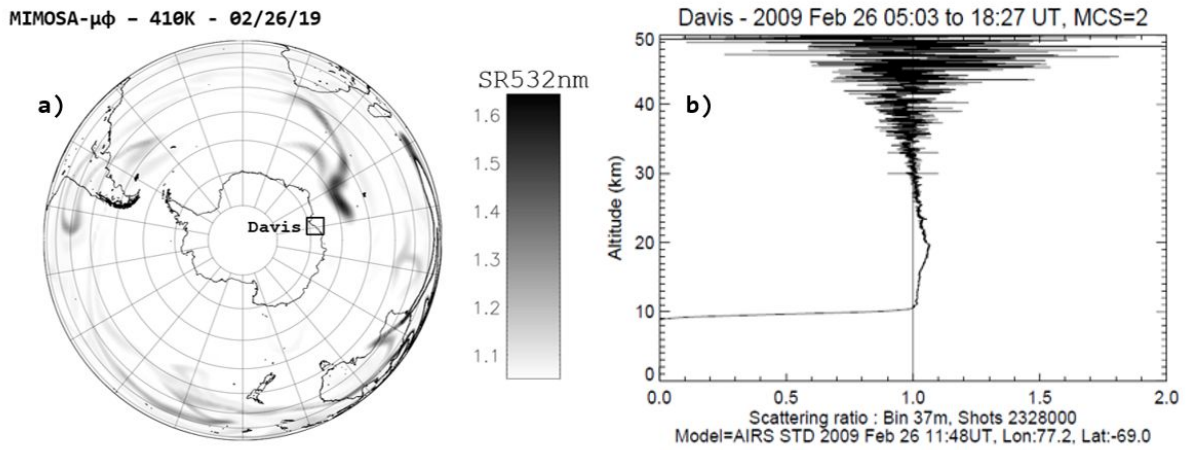 MIMOSA-μφ – 410K - 02/26/19
a)
SR532nm
1.6
1.5
1.4
1.3
1.2
1.1
Davis
Davis - 2009 Feb 26 05:03 to 18:27 UT, MCS=2
b)
50
40
30
20
10
0
Altitude (km)
0.0 0.5 1.0 1.5 2.0
Scattering ratio : Bin 37m, Shots 2328000
Model=AIRS STD 2009 Feb 26 11:48UT, Lon:77.2, Lat:-69.0